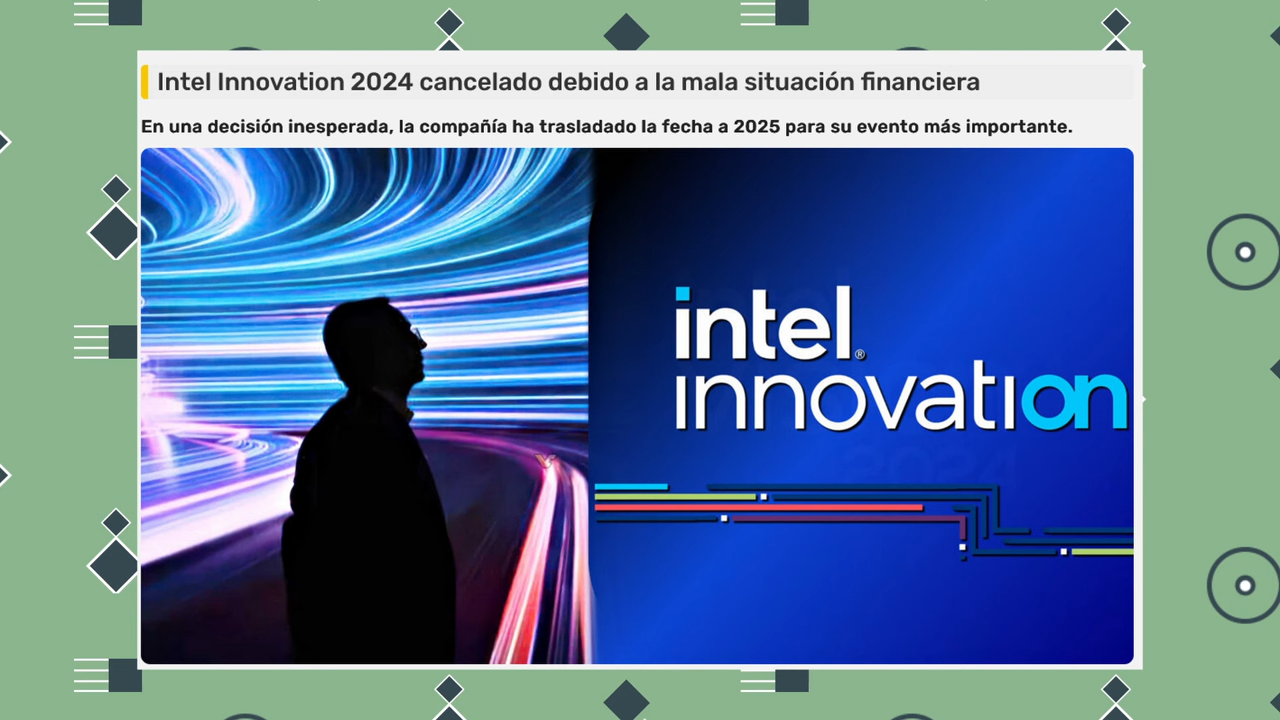 Intel Innovation 2024 cancelado debido a la mala situación financiera
En una decisión inesperada, la compañía ha trasladado la fecha a 2025 para su evento más importante.
intel®
innovation
2024